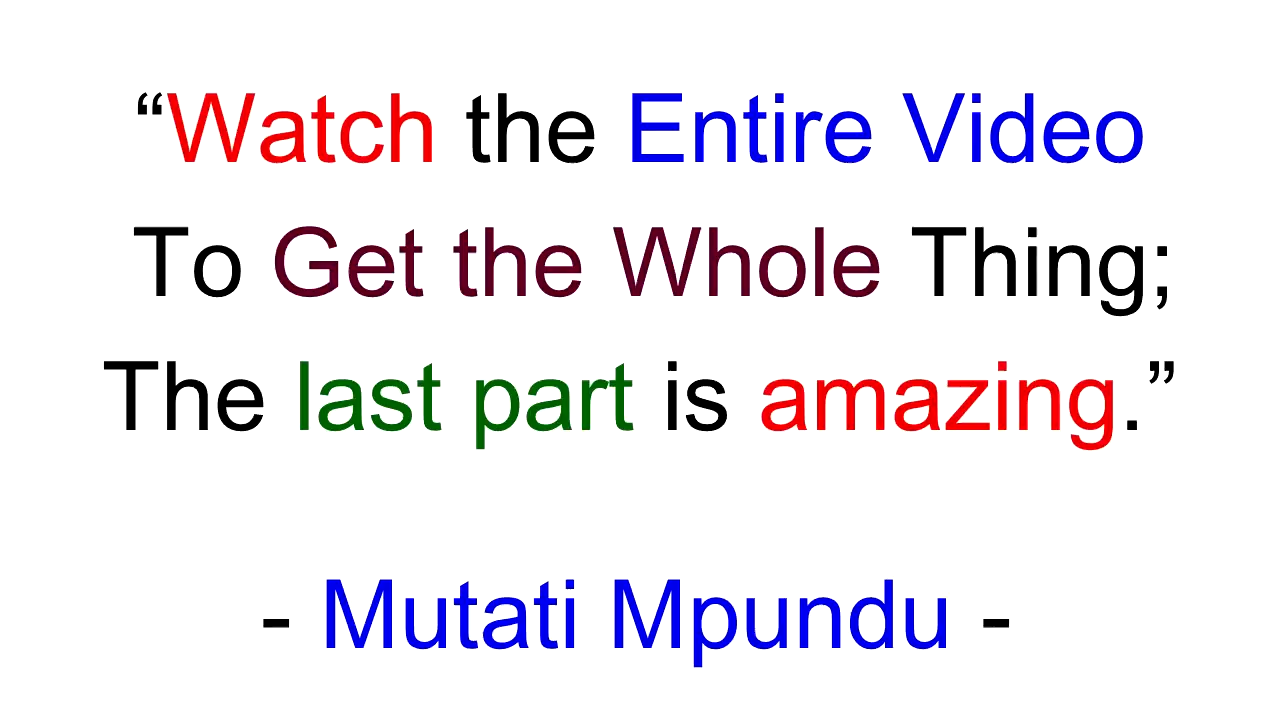 “Watch the Entire Video
To Get the Whole Thing;
The last part is amazing.”
- Mutati Mpundu -